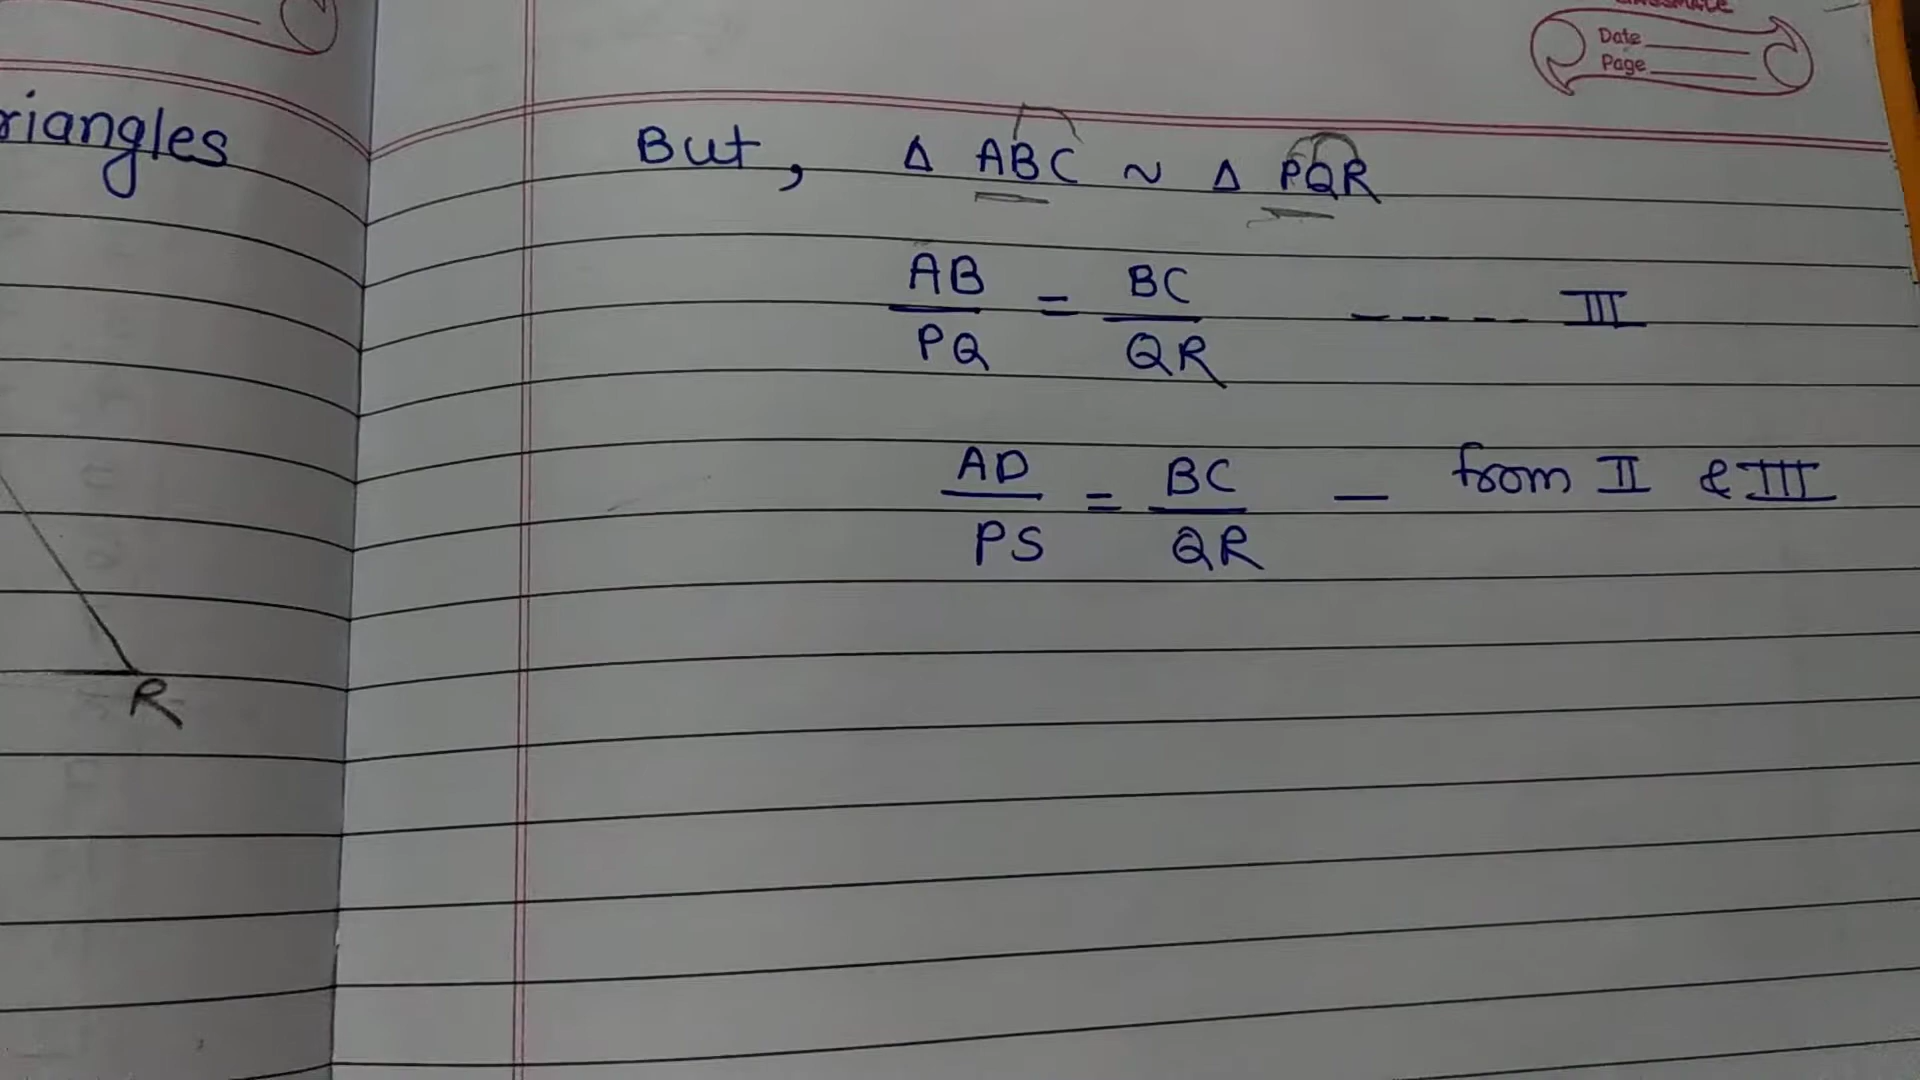 Date
Page
riangles
But, Δ ABC ~ Δ PQR
AB/PQ = BC/QR ----- III
AD/PS = BC/QR — from II & III
R